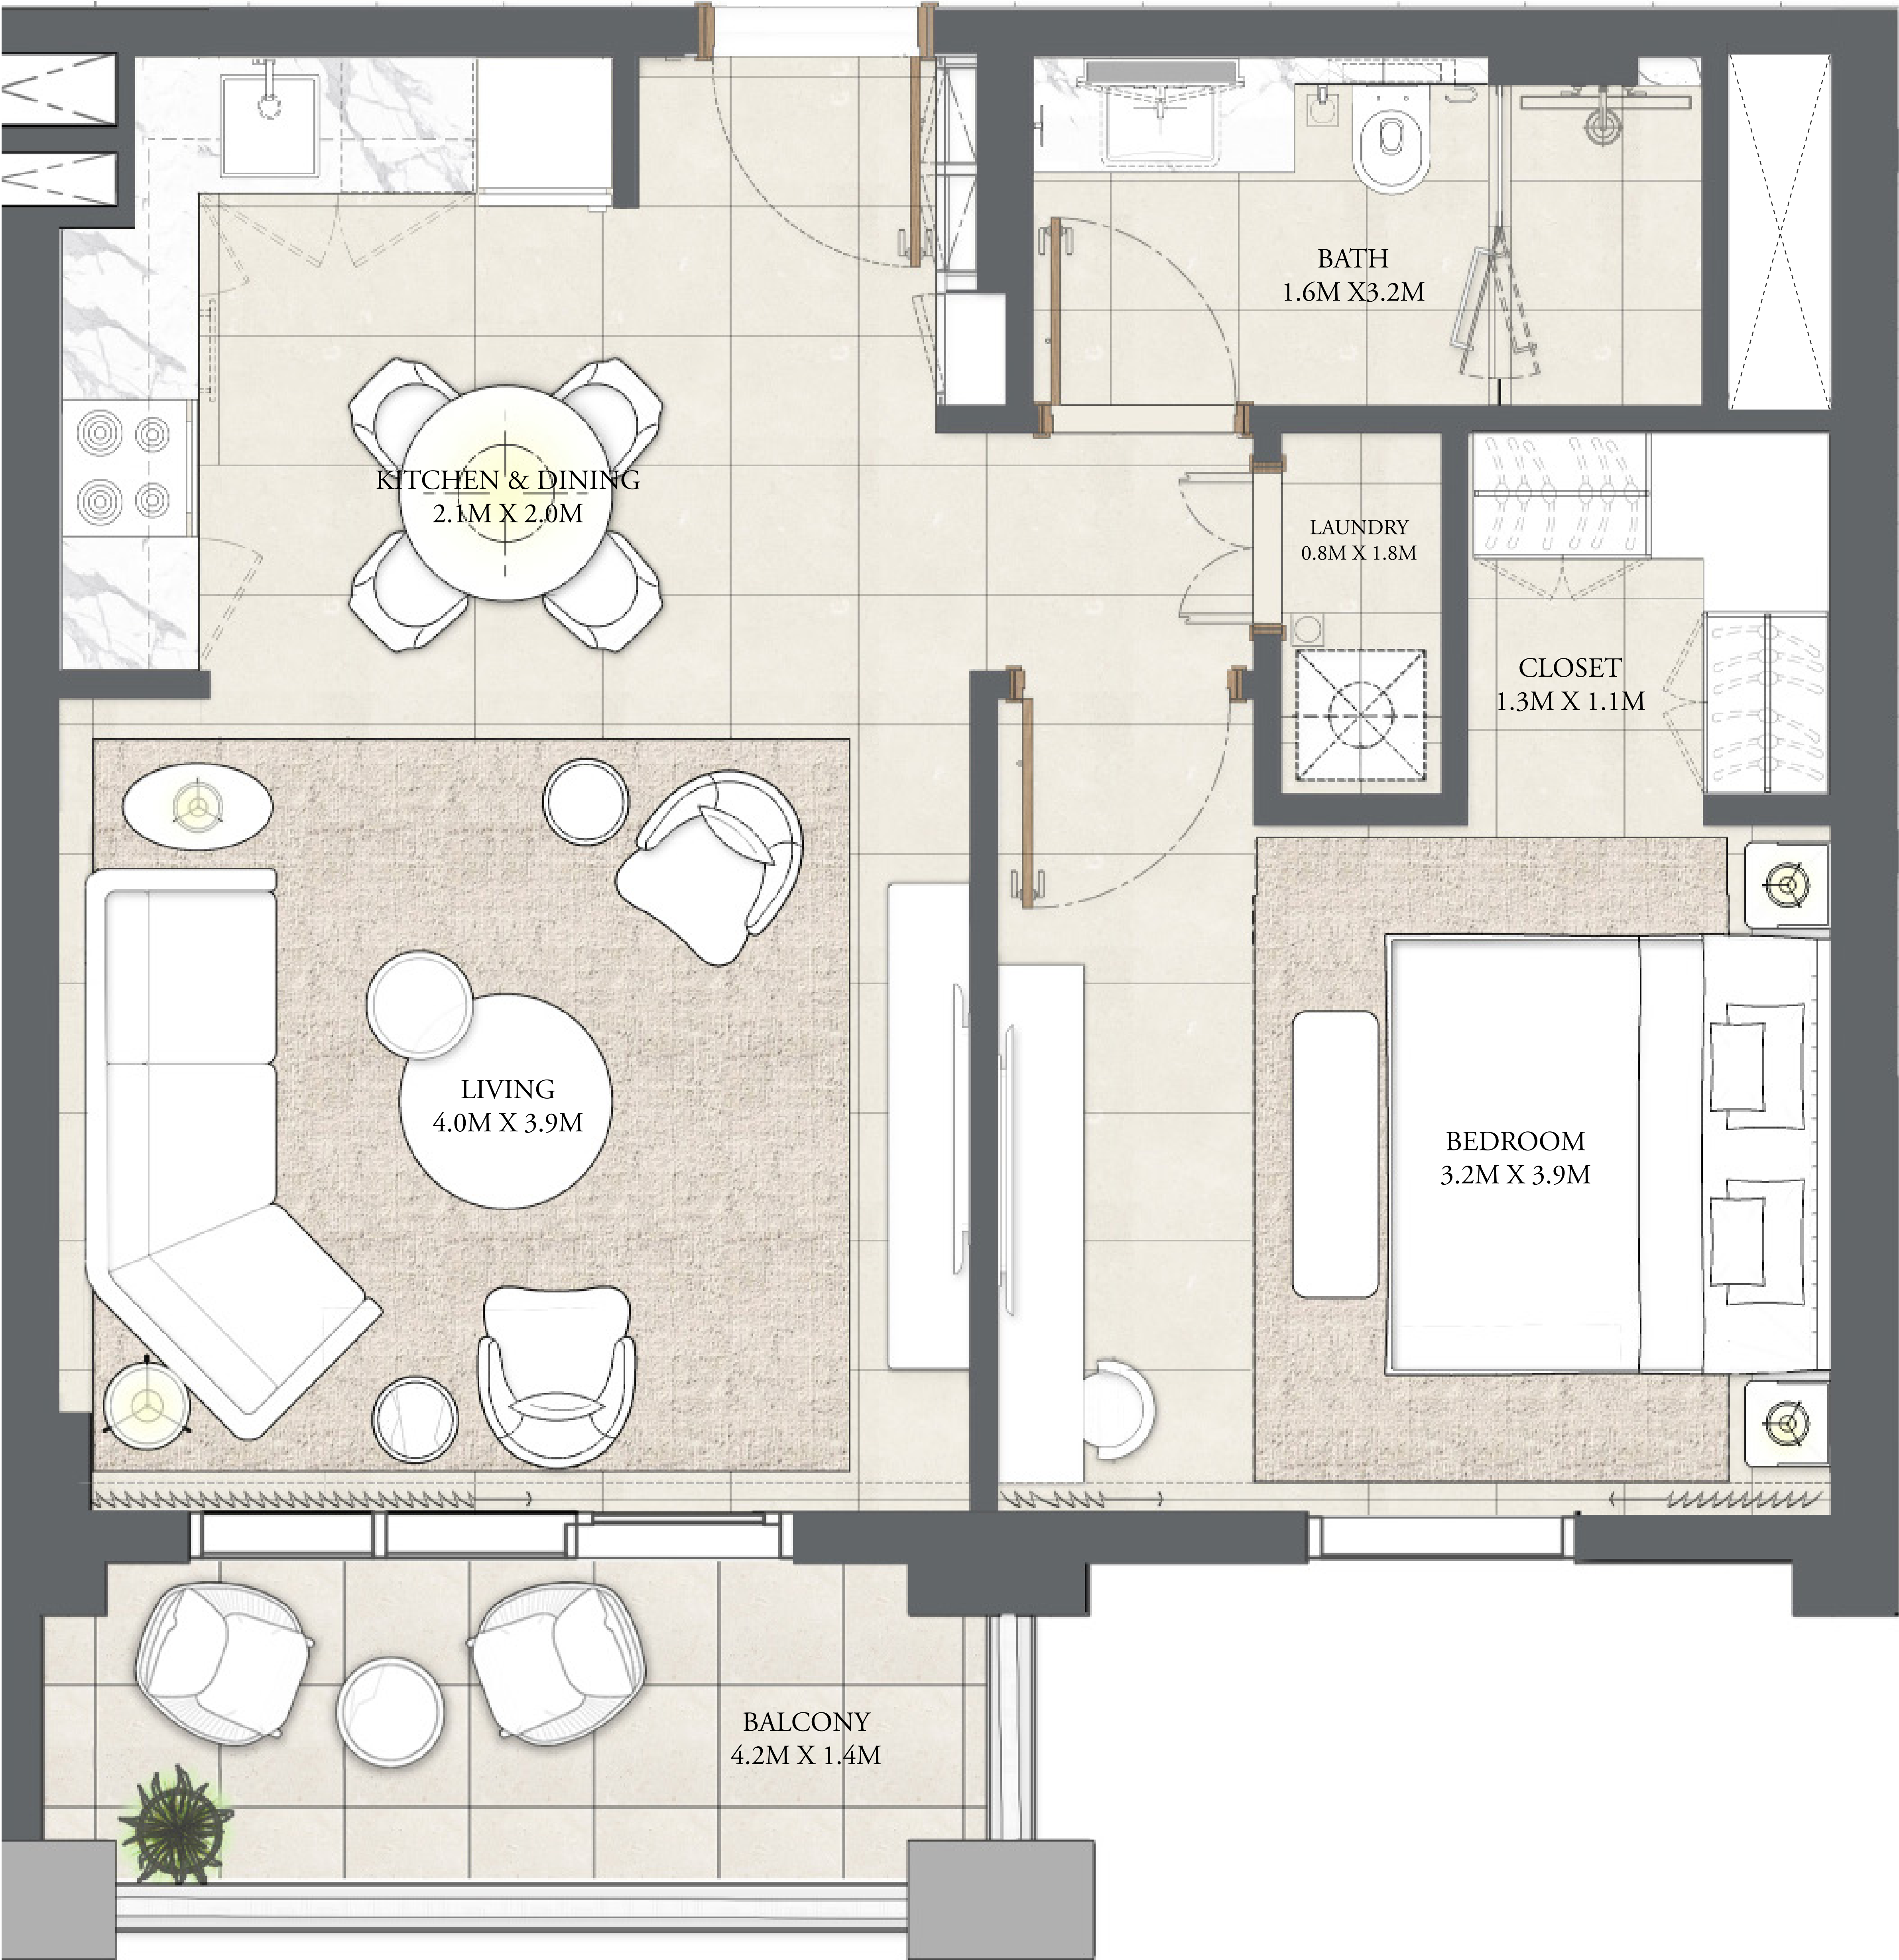 BATH
1.6M X3.2M
KITCHEN & DINING
2.1M X 2.0M
LAUNDRY
0.8M X 1.8M
CLOSET
1.3M X 1.1M
LIVING
4.0M X 3.9M
BEDROOM
3.2M X 3.9M
BALCONY
4.2M X 1.4M